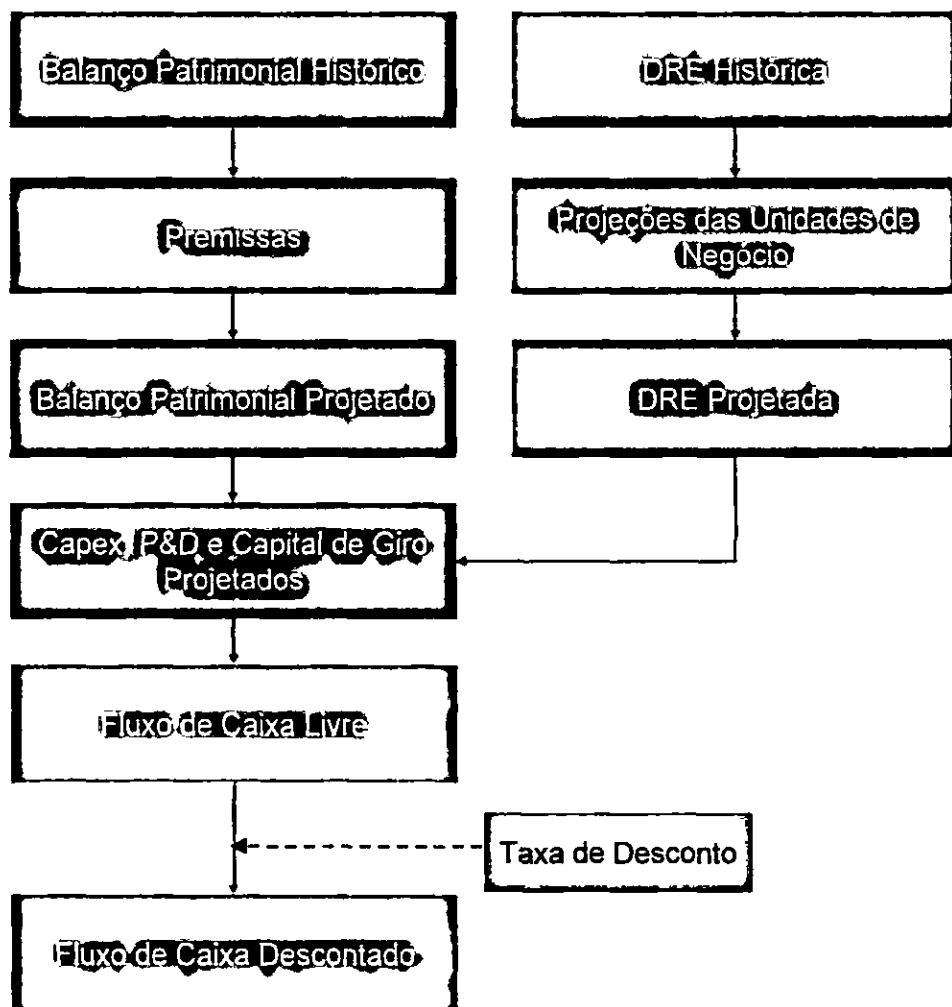 Balanço Patrimonial Histórico
DRE Histórica
Premissas
Projeções das Unidades de
Negócio
Balanço Patrimonial Projetado
DRE Projetada
Capex, P&D e Capital de Giro
Projetados
Fluxo de Caixa Livre
Taxa de Desconto
Fluxo de Caixa Descontado